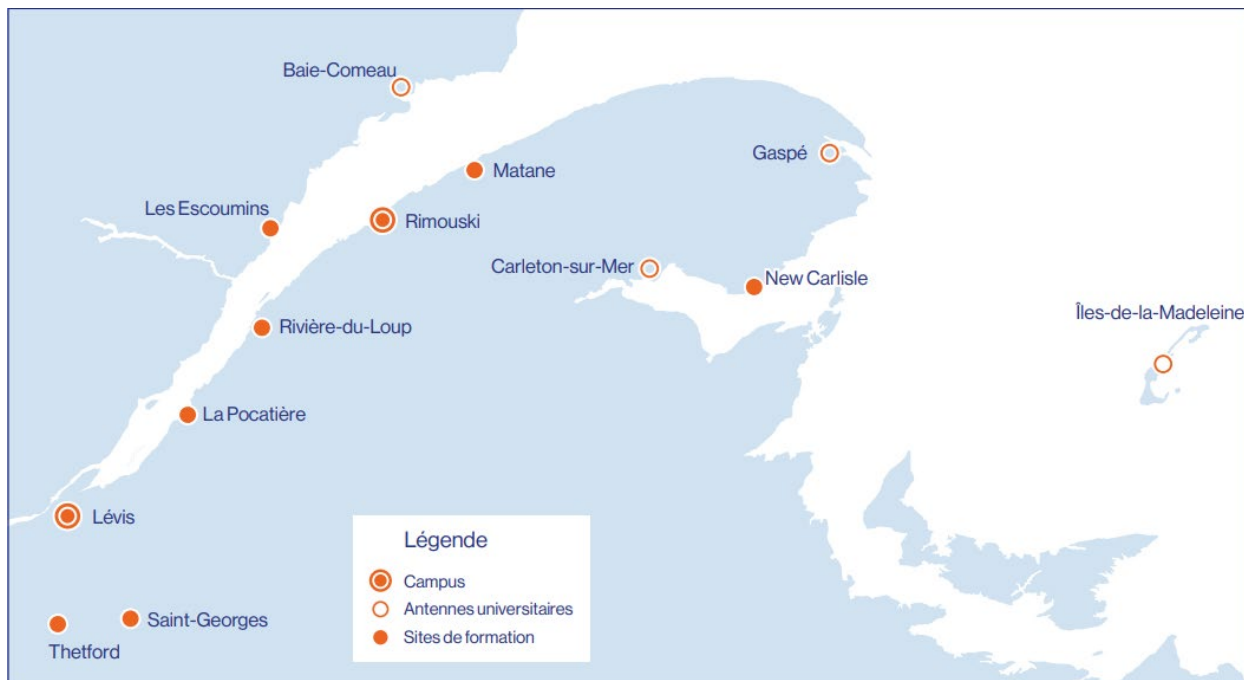 Baie-Comeau
Gaspé
Matane
Les Escoumins
Rimouski
Carleton-sur-Mer
New Carlisle
Îles-de-la-Madeleine
Rivière-du-Loup
La Pocatière
Lévis
Légende
Campus
Antennes universitaires
Sites de formation
Saint-Georges
Thetford